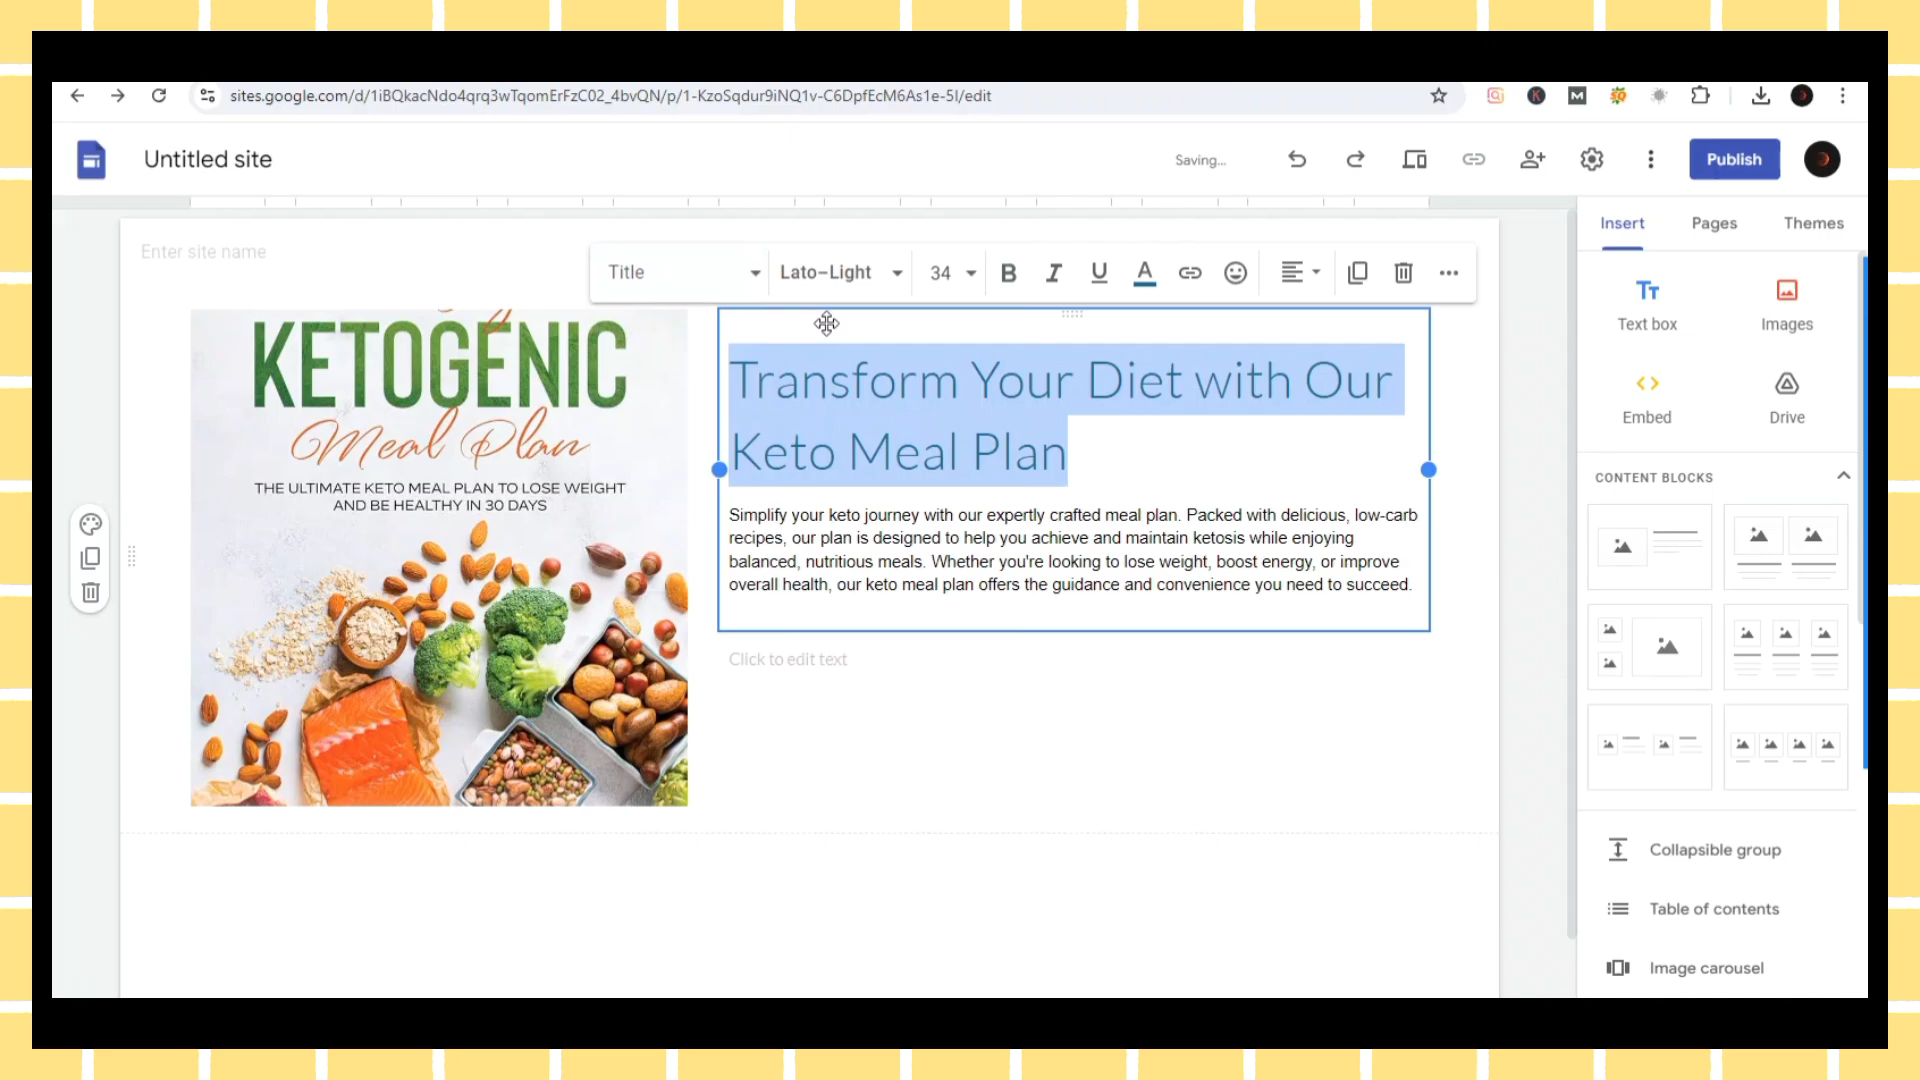 sites.google.com/d/1iBQkacNdo4qrq3wTqomErFzC02_4bvQN/p/1-KzoSqdur9iNQ1v-C6DpfEcM6As1e-5I/edit
Untitled site
Saving...
Publish
Insert
Pages
Themes
Enter site name
Title
Lato-Light
34
B
I
U
A
Text box
Images
Embed
Drive
KETOGENIC
Meal Plan
THE ULTIMATE KETO MEAL PLAN TO LOSE WEIGHT
AND BE HEALTHY IN 30 DAYS
Transform Your Diet with Our
Keto Meal Plan
Simplify your keto journey with our expertly crafted meal plan. Packed with delicious, low-carb
recipes, our plan is designed to help you achieve and maintain ketosis while enjoying
balanced, nutritious meals. Whether you're looking to lose weight, boost energy, or improve
overall health, our keto meal plan offers the guidance and convenience you need to succeed.
Click to edit text
CONTENT BLOCKS
Collapsible group
Table of contents
Image carousel